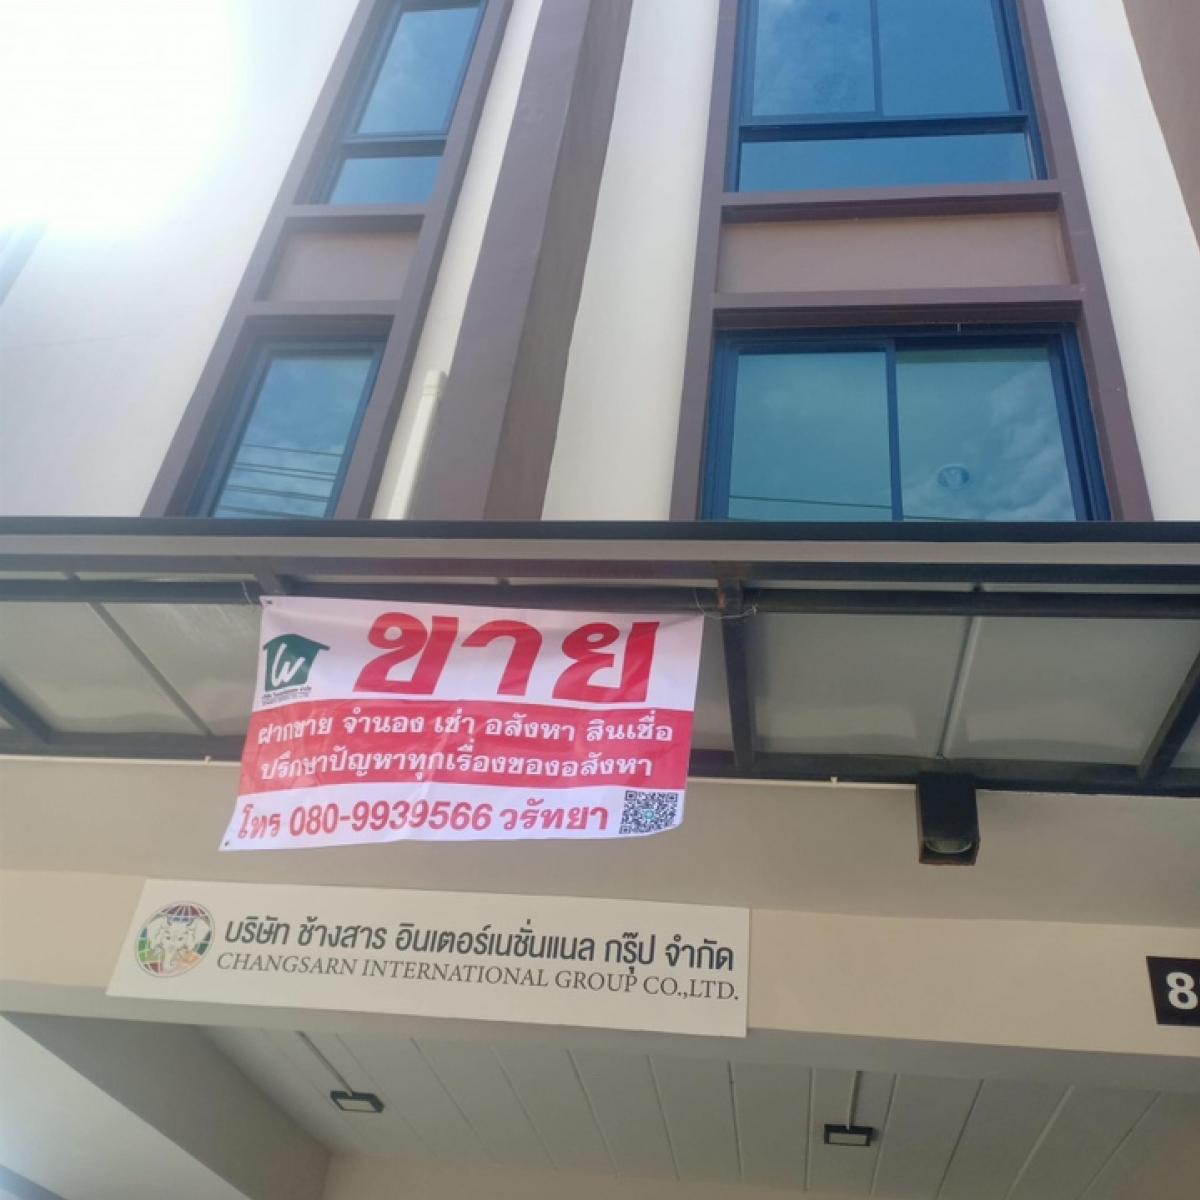 ขาย
ฝากขาย จำนอง เช่า อสังหา สินเชื่อ
ปรึกษาปัญหาทุกเรื่องของอสังหา
โทร 080-9939566 วรัทยา
บริษัท ช้างสาร อินเตอร์เนชั่นแนล กรุ๊ป จำกัด
CHANGSARN INTERNATIONAL GROUP CO.,LTD.
8